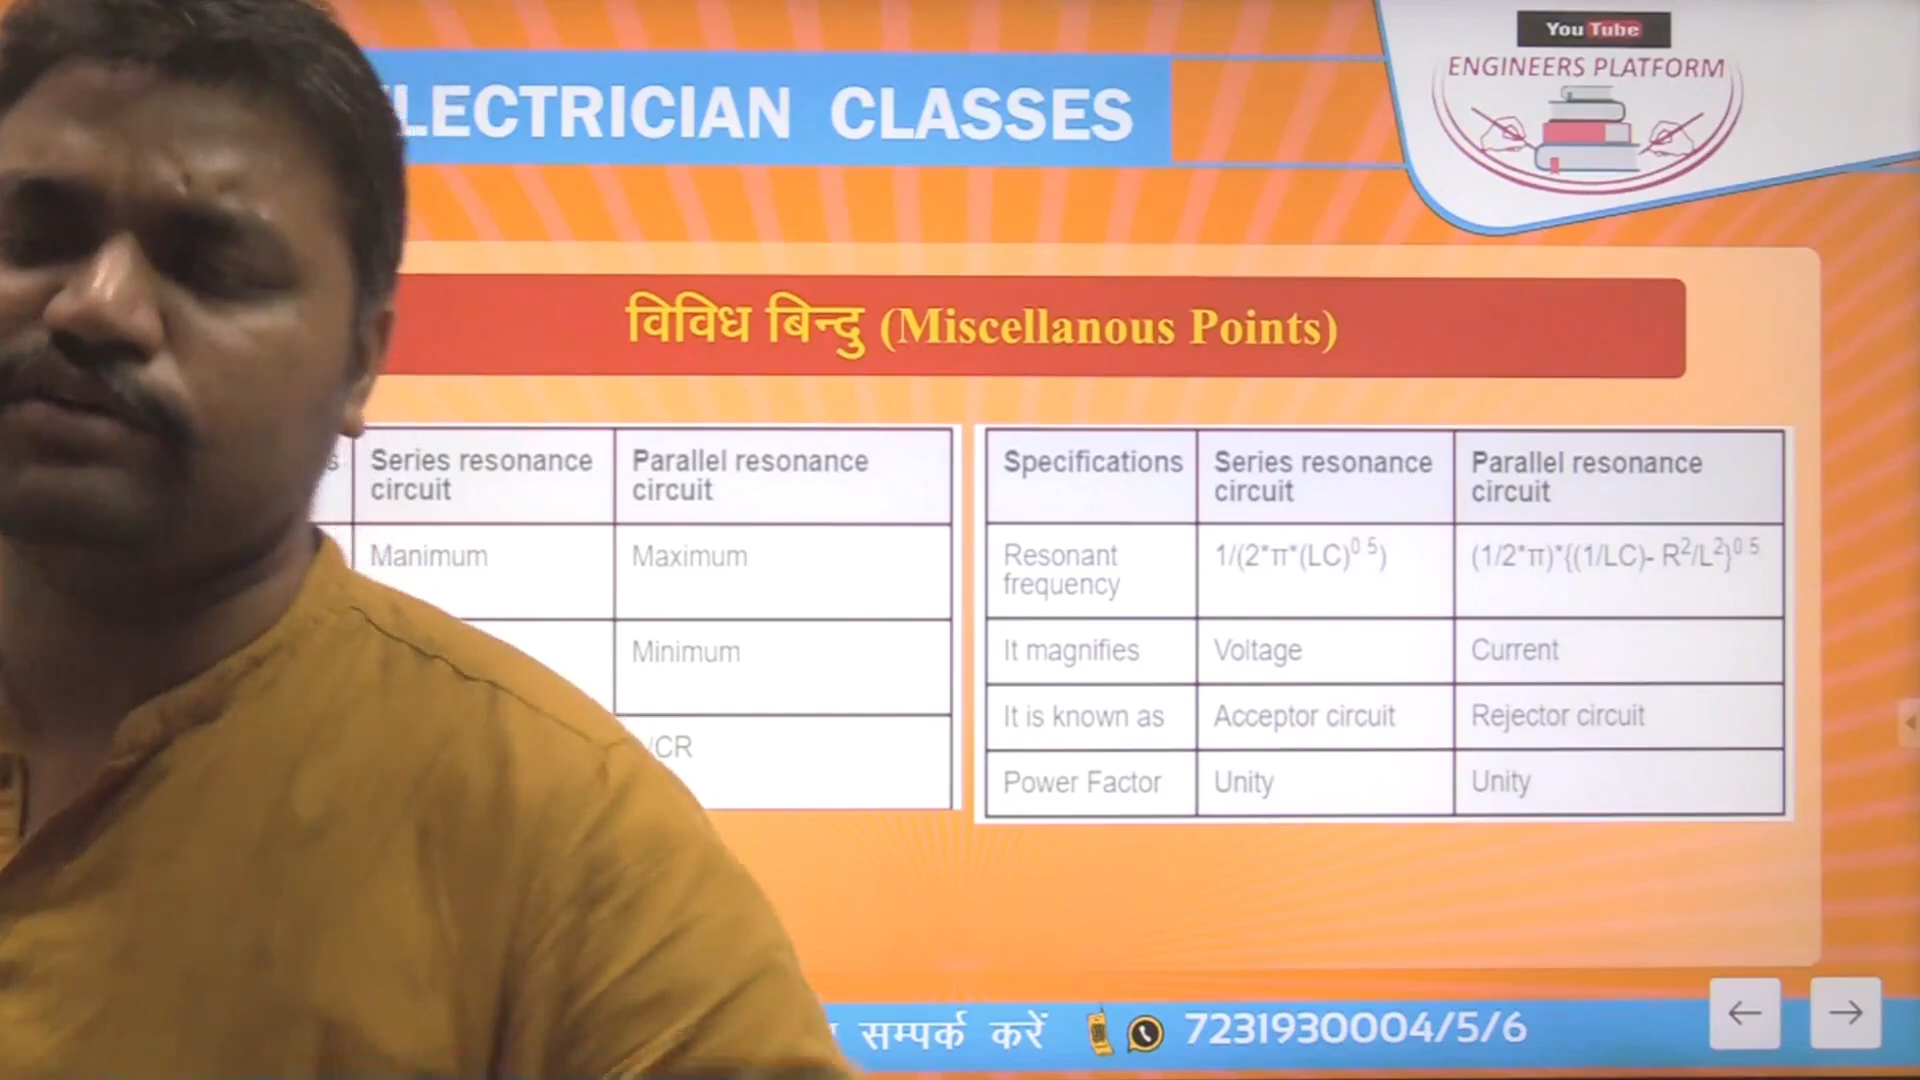 You Tube
ENGINEERS PLATFORM
LECTRICIAN CLASSES
विविध बिन्दु (Miscellanous Points)
s
Series resonance
circuit
Parallel resonance
circuit
Manimum
Maximum
Minimum
/CR
Specifications
Series resonance
circuit
Parallel resonance
circuit
Resonant
frequency
1/(2*π*(LC)^0.5)
(1/2*π)*{(1/LC)- R²/L²}^0.5
It magnifies
Voltage
Current
It is known as
Acceptor circuit
Rejector circuit
Power Factor
Unity
Unity
सम्पर्क करें 7231930004/5/6